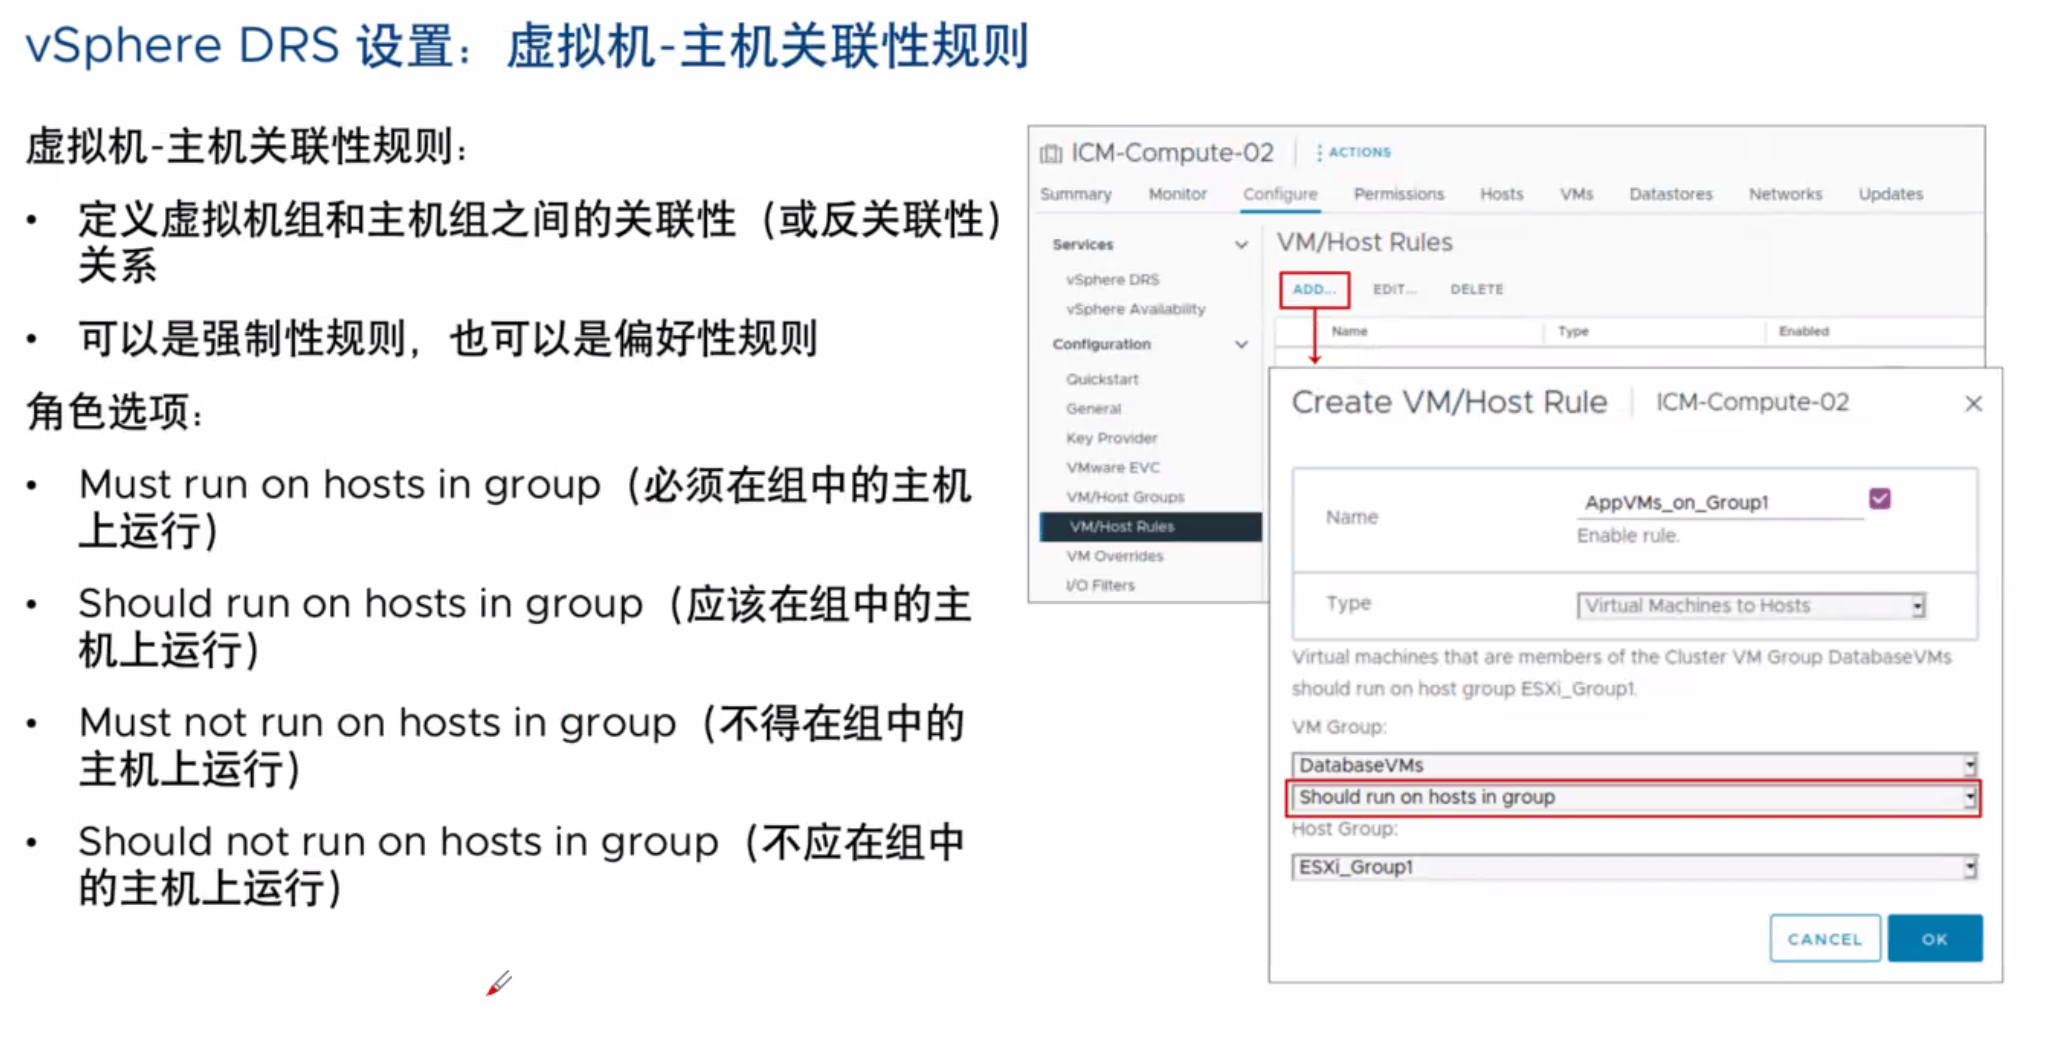 vSphere DRS 设置：虚拟机-主机关联性规则
虚拟机-主机关联性规则：
• 定义虚拟机组和主机组之间的关联性（或反关联性）
关系
• 可以是强制性规则，也可以是偏好性规则
角色选项：
• Must run on hosts in group（必须在组中的主机
上运行）
• Should run on hosts in group（应该在组中的主
机上运行）
• Must not run on hosts in group（不得在组中的
主机上运行）
• Should not run on hosts in group（不应在组中
的主机上运行）
ICM-Compute-02 ACTIONS
Summary Monitor Configure Permissions Hosts VMs Datastores Networks Updates
Services
vSphere DRS
vSphere Availability
Configuration
Quickstart
General
Key Provider
VMware EVC
VM/Host Groups
VM/Host Rules
VM Overrides
I/O Filters
VM/Host Rules
ADD... EDIT... DELETE
Name Type Enabled
Create VM/Host Rule ICM-Compute-02
Name AppVMs_on_Group1
Enable rule.
Type Virtual Machines to Hosts
Virtual machines that are members of the Cluster VM Group DatabaseVMs
should run on host group ESXi_Group1.
VM Group:
DatabaseVMs
Should run on hosts in group
Host Group:
ESXi_Group1
CANCEL OK